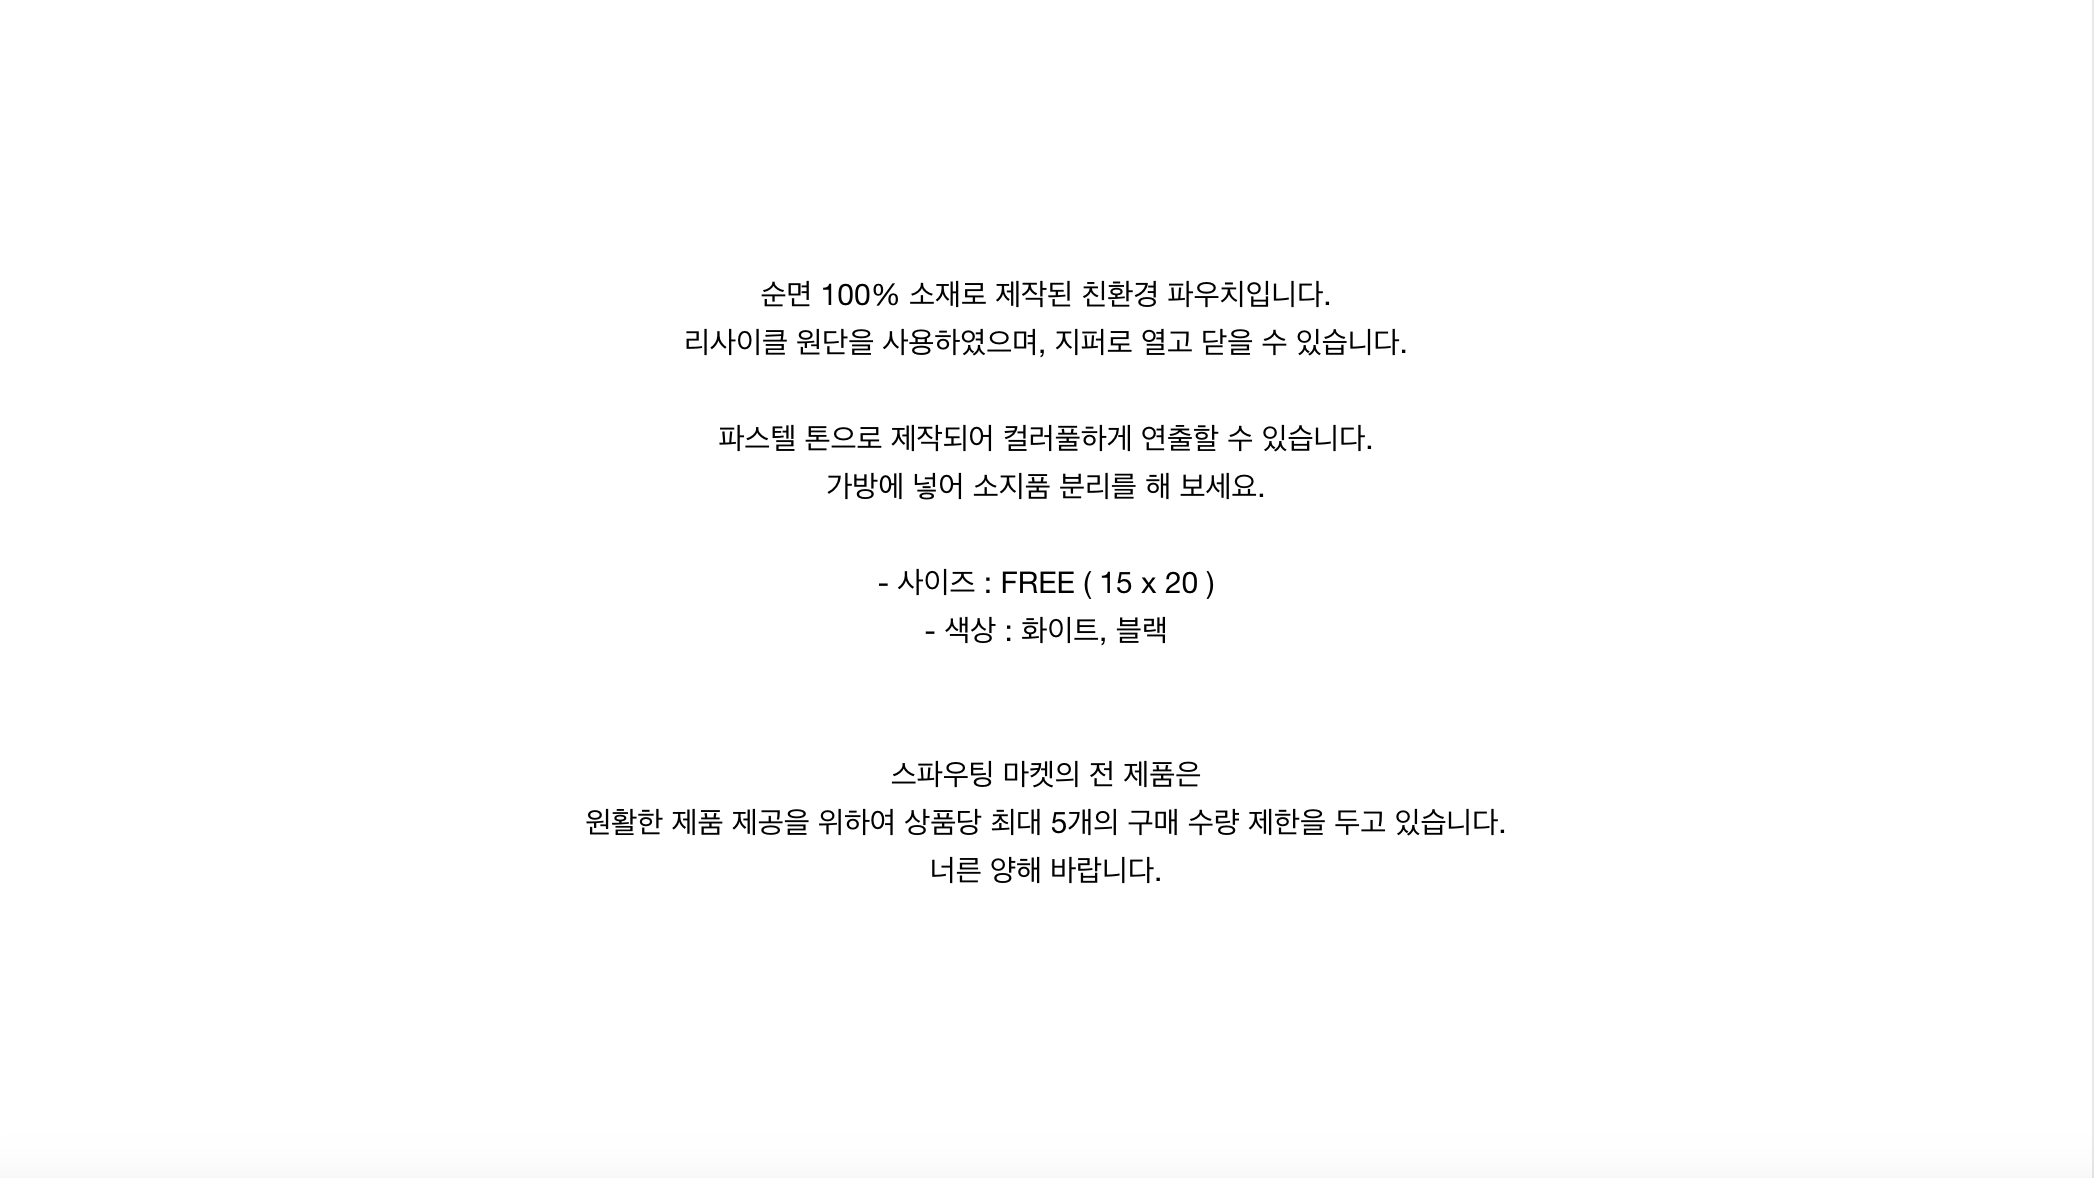 순면 100% 소재로 제작된 친환경 파우치입니다.
리사이클 원단을 사용하였으며, 지퍼로 열고 닫을 수 있습니다.
파스텔 톤으로 제작되어 컬러풀하게 연출할 수 있습니다.
가방에 넣어 소지품 분리를 해 보세요.
- 사이즈 : FREE ( 15 x 20 )
- 색상 : 화이트, 블랙
스파우팅 마켓의 전 제품은
원활한 제품 제공을 위하여 상품당 최대 5개의 구매 수량 제한을 두고 있습니다.
너른 양해 바랍니다.